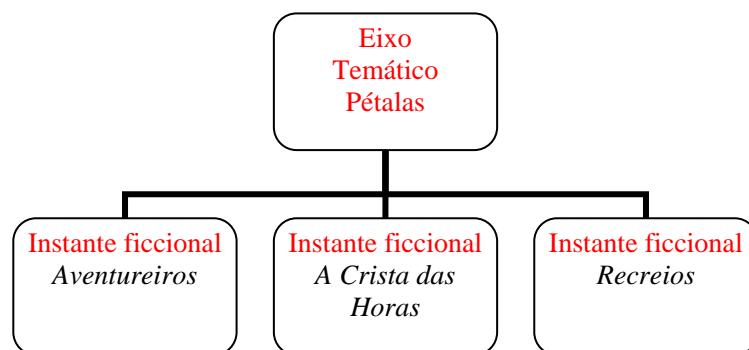 Eixo
Temático
Pétalas
Instante ficcional
Aventureiros
Instante ficcional
A Crista das
Horas
Instante ficcional
Recreios